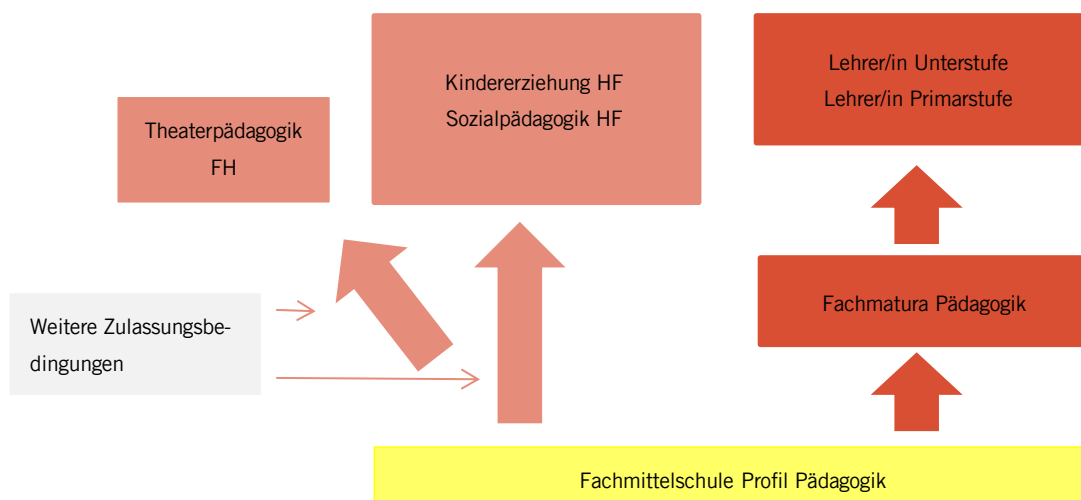 Theaterpädagogik
FH
Kindererziehung HF
Sozialpädagogik HF
Lehrer/in Unterstufe
Lehrer/in Primarstufe
Weitere Zulassungsbe-
dingungen
Fachmatura Pädagogik
Fachmittelschule Profil Pädagogik